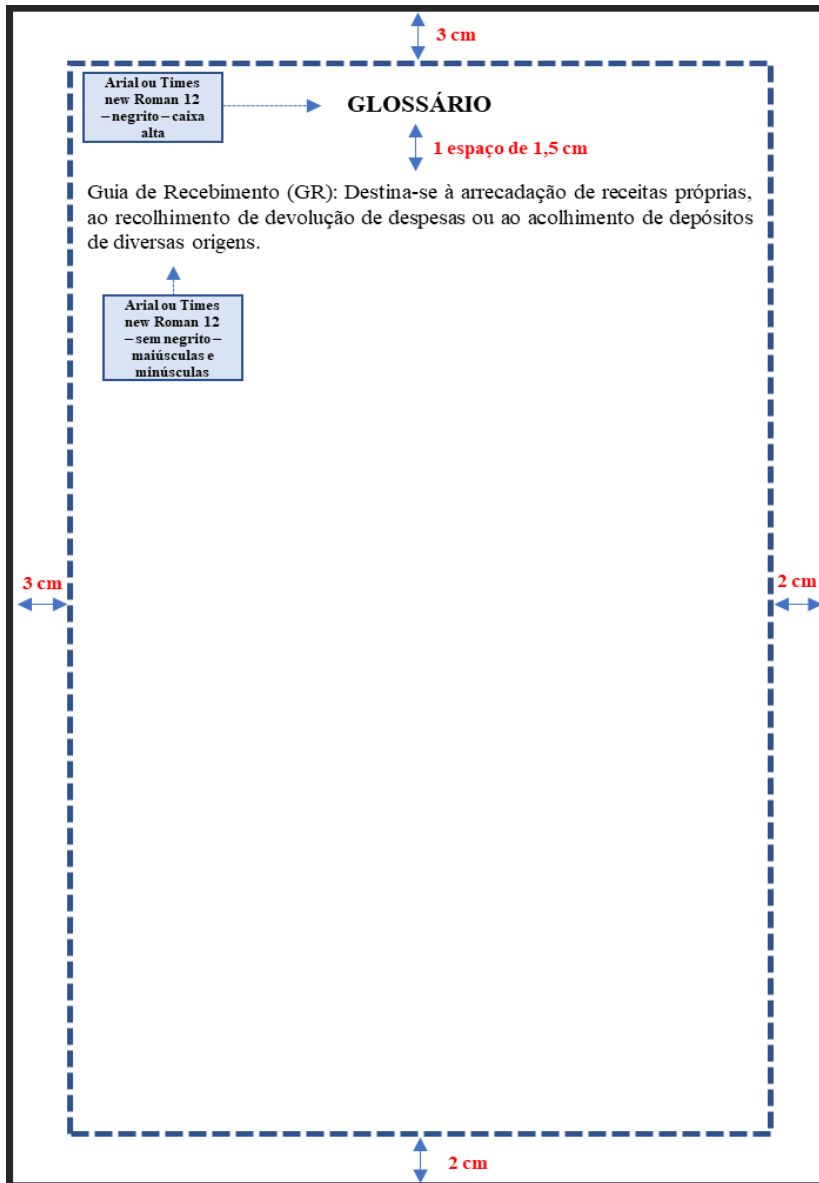 3 cm
Arial ou Times
new Roman 12
– negrito – caixa
alta
GLOSSÁRIO
1 espaço de 1,5 cm
Guia de Recebimento (GR): Destina-se à arrecadação de receitas próprias,
ao recolhimento de devolução de despesas ou ao acolhimento de depósitos
de diversas origens.
Arial ou Times
new Roman 12
– sem negrito –
maiúsculas e
minúsculas
3 cm
2 cm
2 cm